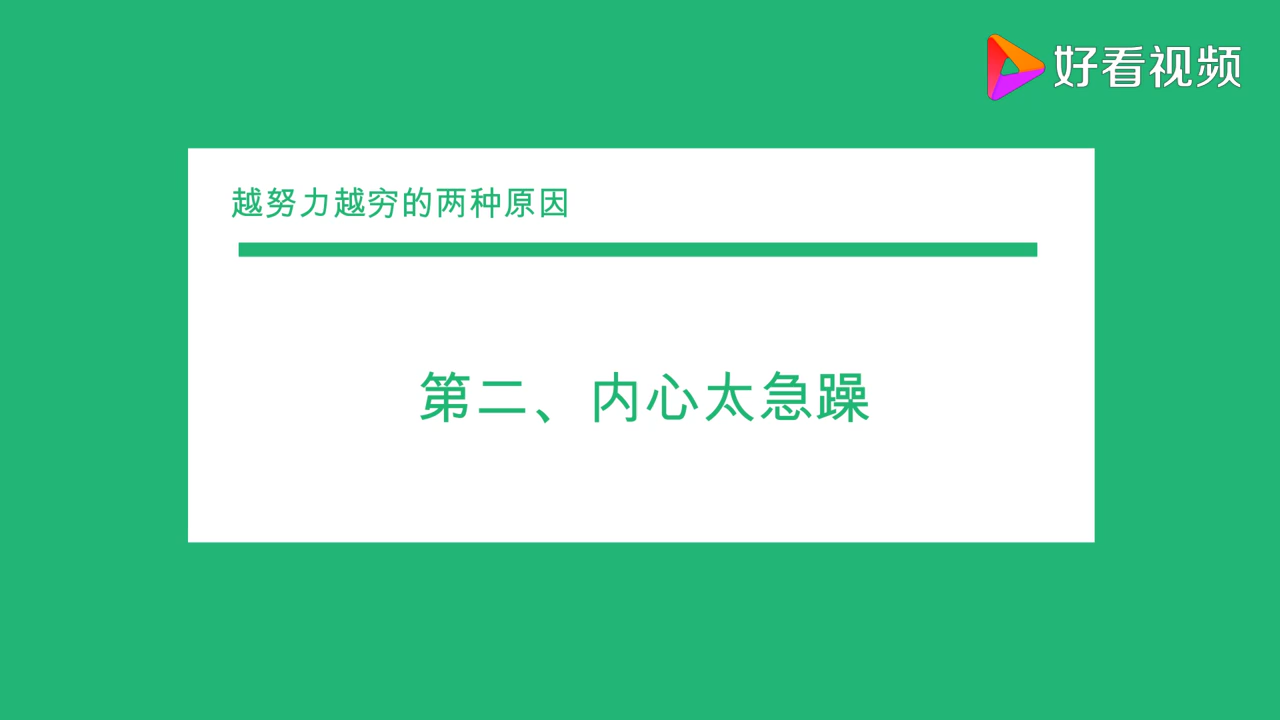 好看视频
越努力越穷的两种原因
第二、内心太急躁